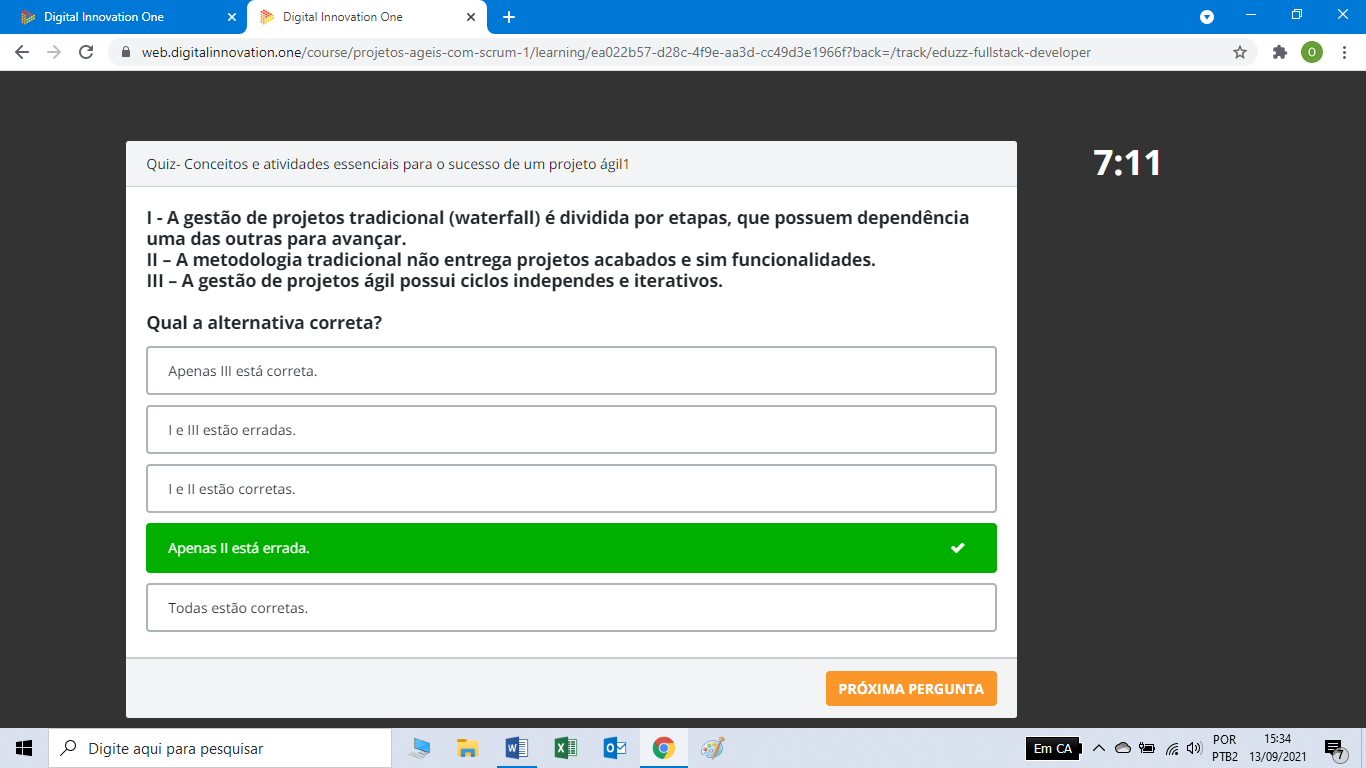 Digital Innovation One
Digital Innovation One
web.digitalinnovation.one/course/projetos-ageis-com-scrum-1/learning/ea022b57-d28c-4f9e-aa3d-cc49d3e1966f?back=/track/eduzz-fullstack-developer
O
Quiz- Conceitos e atividades essenciais para o sucesso de um projeto ágil1
7:11
I - A gestão de projetos tradicional (waterfall) é dividida por etapas, que possuem dependência
uma das outras para avançar.
II – A metodologia tradicional não entrega projetos acabados e sim funcionalidades.
III – A gestão de projetos ágil possui ciclos independes e iterativos.
Qual a alternativa correta?
Apenas III está correta.
I e III estão erradas.
I e II estão corretas.
Apenas II está errada.
Todas estão corretas.
PRÓXIMA PERGUNTA
Digite aqui para pesquisar
Em CA
POR
PTB2
15:34
13/09/2021
7